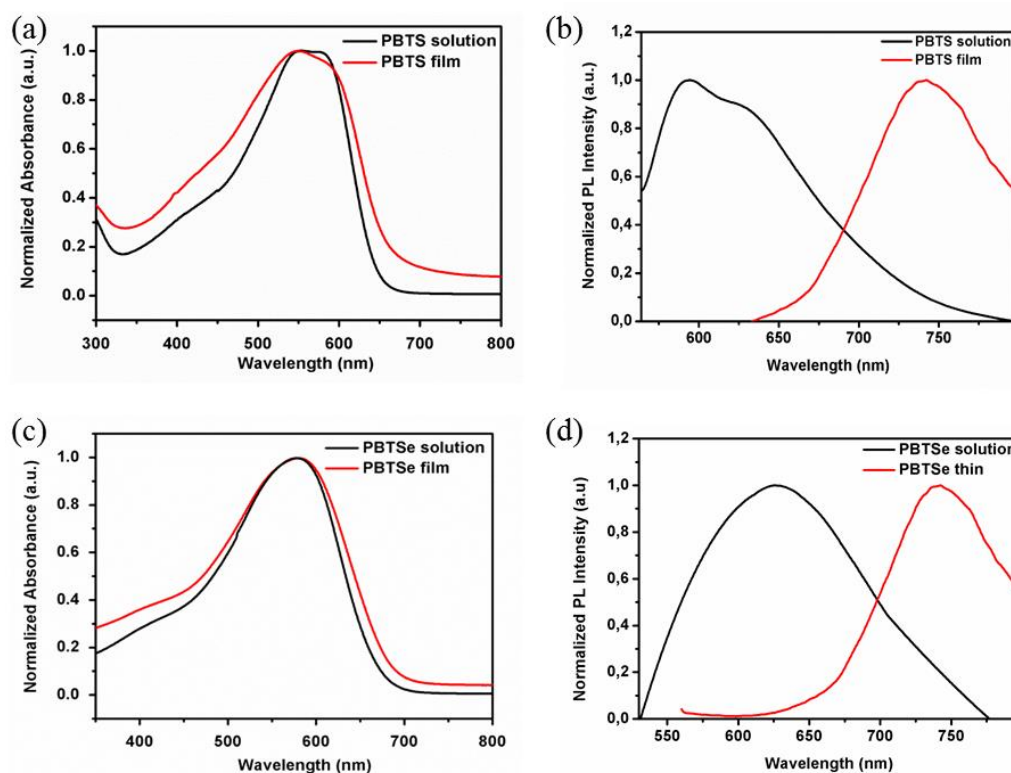 (a)
PBTS solution
PBTS film
Normalized Absorbance (a.u.)
1.0
0.8
0.6
0.4
0.2
0.0
300 400 500 600 700 800
Wavelength (nm)
(b)
PBTS solution
PBTS film
Normalized PL Intensity (a.u.)
1,2
1,0
0,8
0,6
0,4
0,2
0,0
600 650 700 750
Wavelength (nm)
(c)
PBTSe solution
PBTSe film
Normalized Absorbance (a.u.)
1.0
0.8
0.6
0.4
0.2
0.0
400 500 600 700 800
Wavelength (nm)
(d)
PBTSe solution
PBTSe thin
Normalized PL Intensity (a.u)
1,2
1,0
0,8
0,6
0,4
0,2
0,0
550 600 650 700 750
Wavelength (nm)